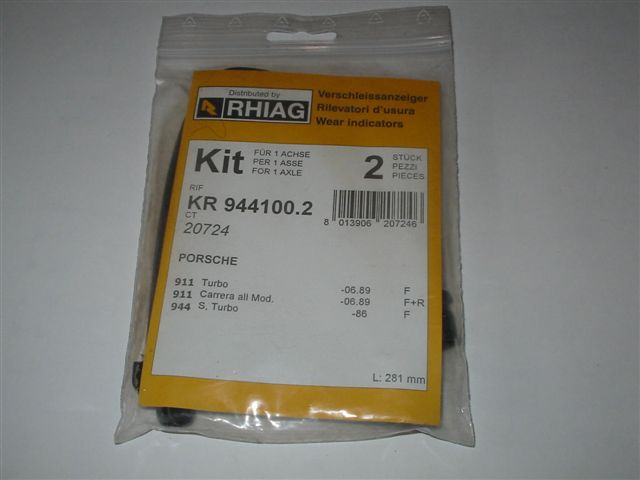 Distributed by
RHIAG
Verschleissanzeiger
Rilevatori d'usura
Wear indicators
Kit
FÜR 1 ACHSE
PER 1 ASSE
FOR 1 AXLE
2
STÜCK
PEZZI
PIECES
RIF
KR 944100.2
CT
20724
8 013906 207246
PORSCHE
911 Turbo -06.89 F
911 Carrera all Mod. -06.89 F+R
944 S, Turbo -86 F
L: 281 mm